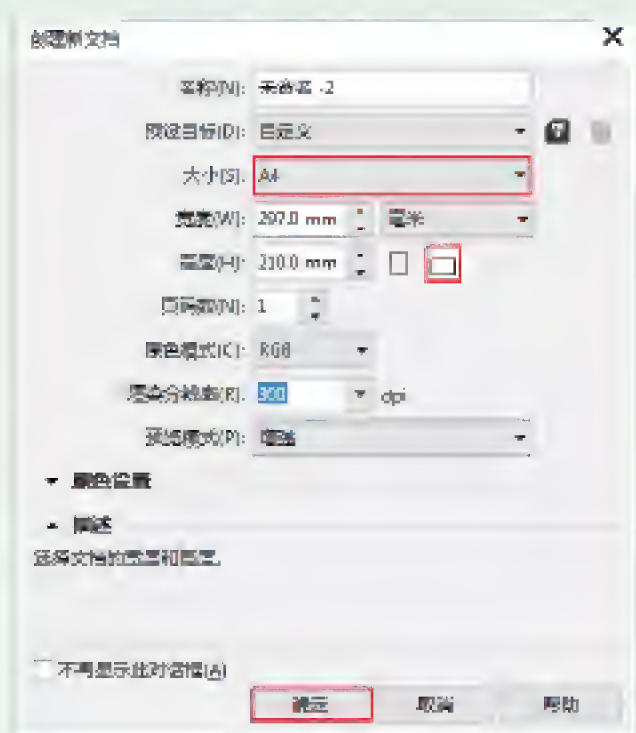 创建新文档
名称(N): 未命名 -2
预设目标(D): 自定义
大小(S): A4
宽度(W): 297.0 mm 毫米
高度(H): 210.0 mm
页码数(N): 1
原色模式(C): RGB
渲染分辨率(R): 300 dpi
预览模式(P): 增强
颜色设置
描述
选择文档的宽度和高度。
不再显示此对话框(A)
确定 取消 帮助